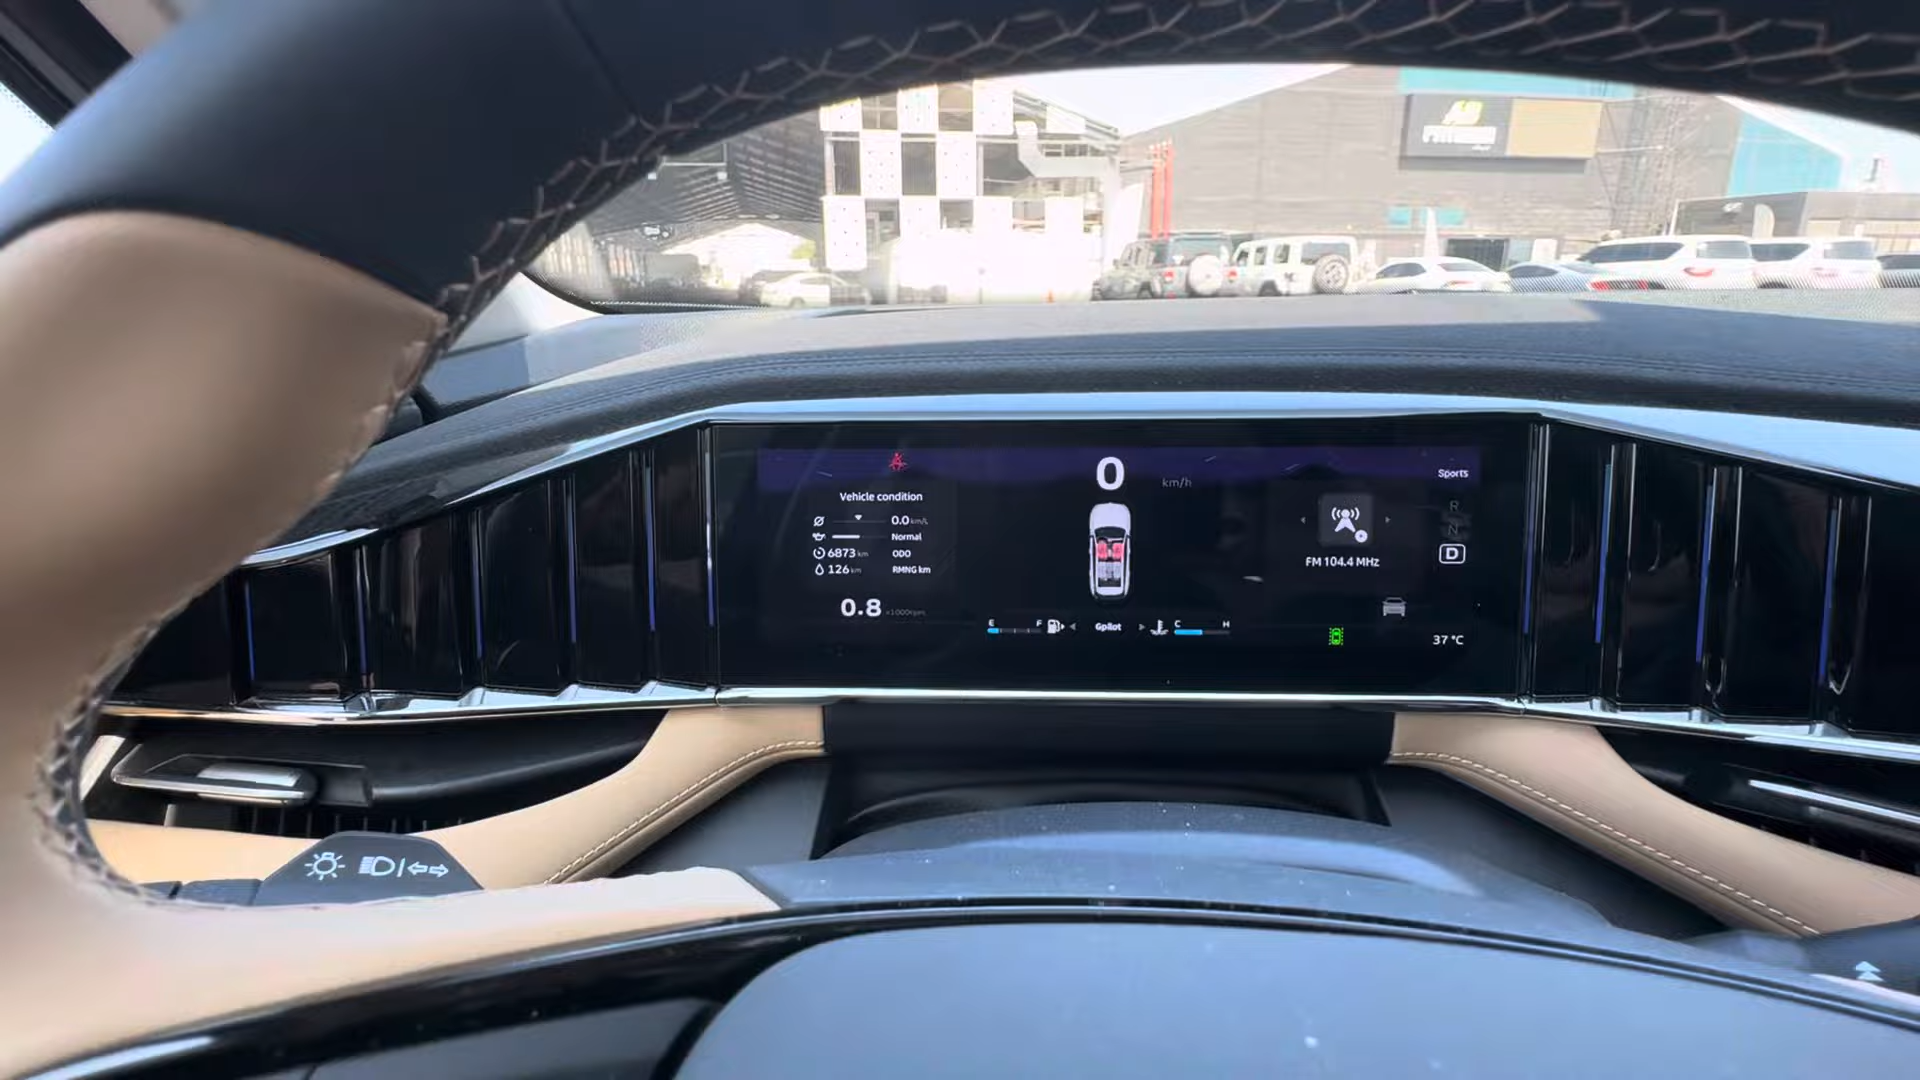 0 km/h
Sports
Vehicle condition
0.0 km/L
Normal
6873 km ODO
126 km RMNG km
0.8 x1000rpm
FM 104.4 MHz
R
N
D
E F
Gpilot
C H
37 °C